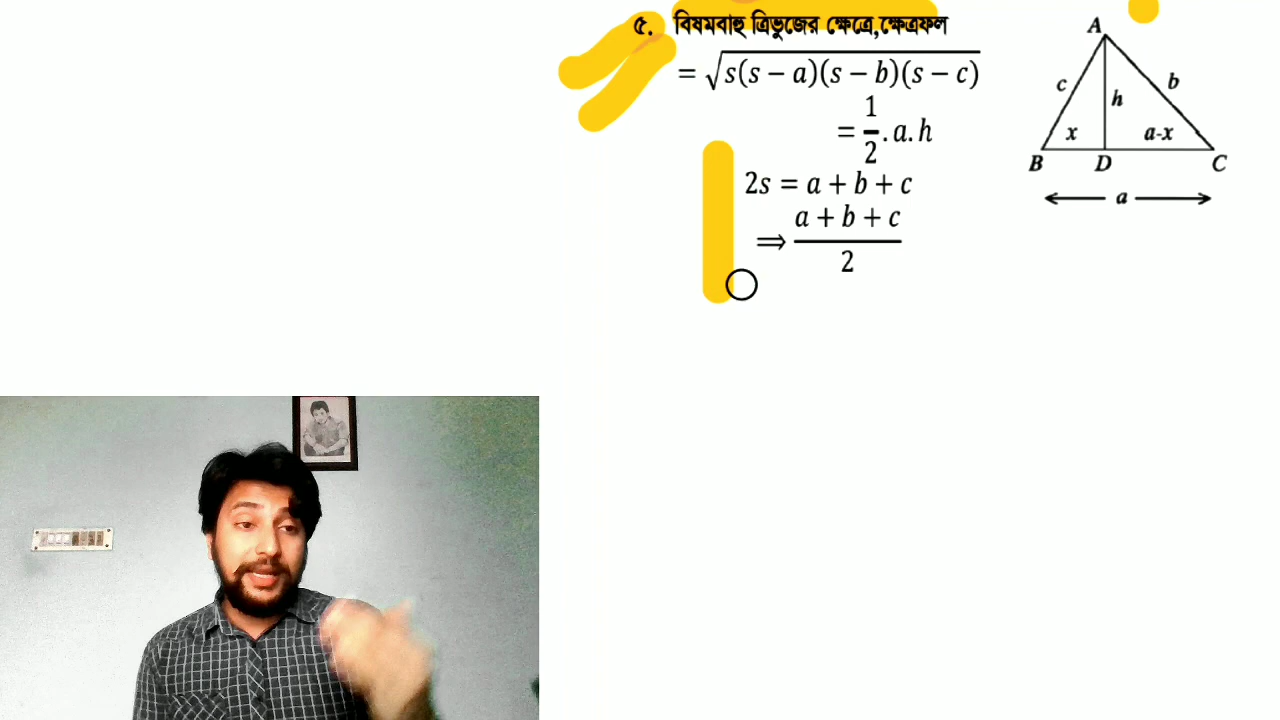 ৫. বিষমবাহু ত্রিভুজের ক্ষেত্রে,ক্ষেত্রফল
= √s(s − a)(s − b)(s − c)
= 1/2 . a. h
2s = a + b + c
⇒ a + b + c / 2
A
c
h
b
x
a-x
B
D
C
a